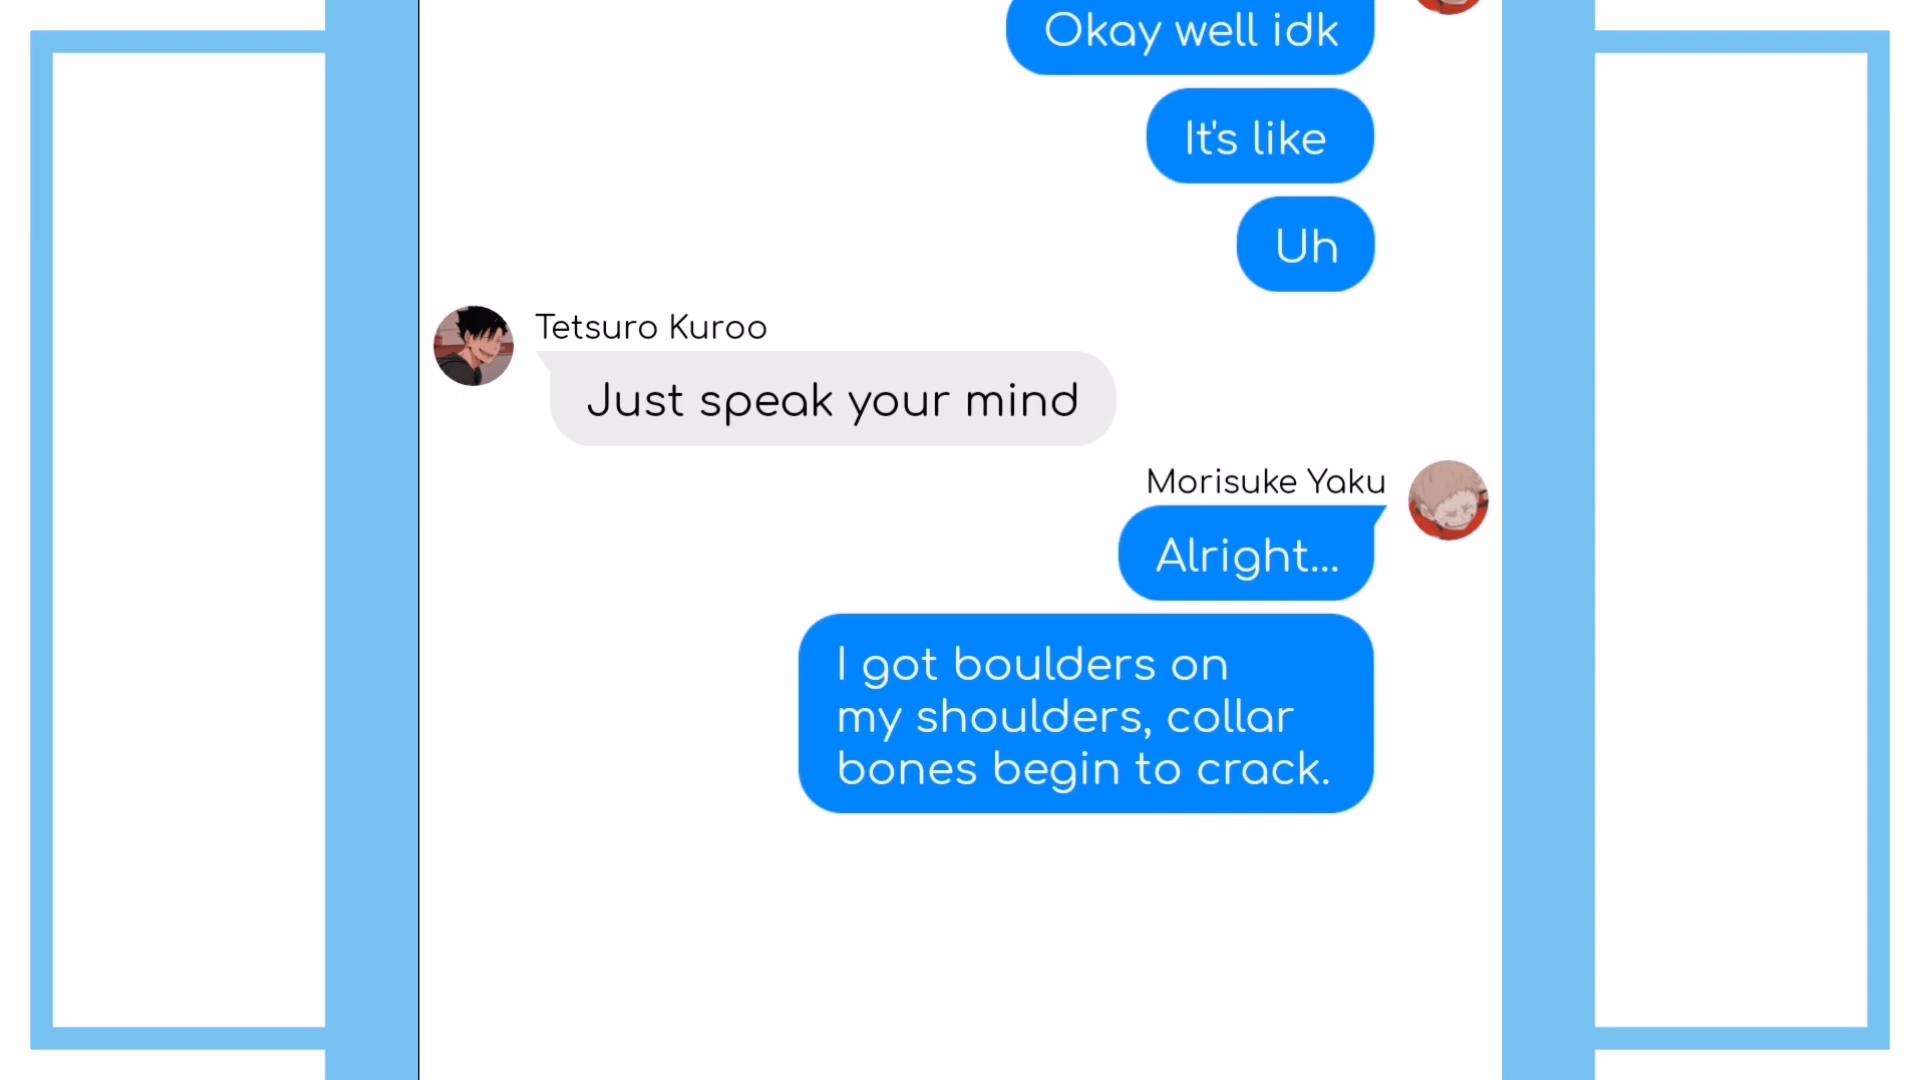 Okay well idk
It's like
Uh
Tetsuro Kuroo
Just speak your mind
Morisuke Yaku
Alright...
I got boulders on
my shoulders, collar
bones begin to crack.